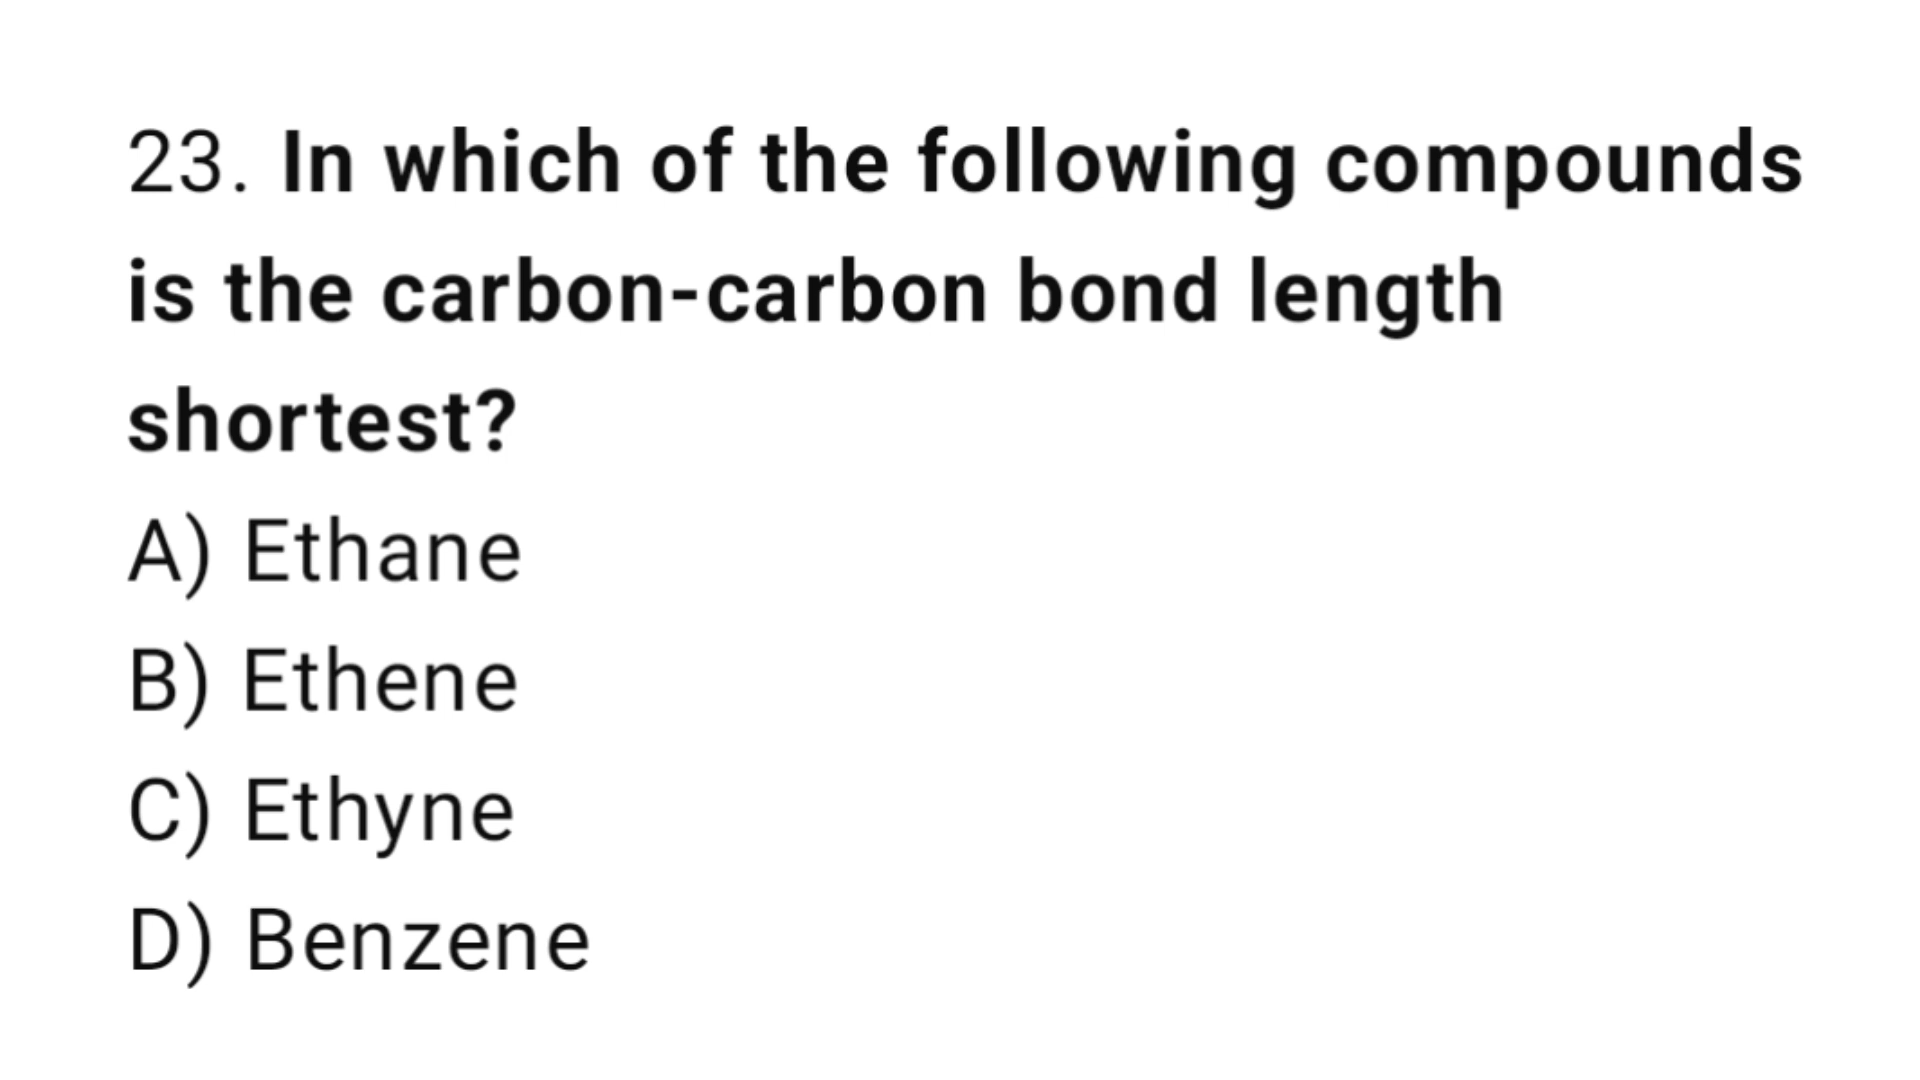 23. In which of the following compounds
is the carbon-carbon bond length
shortest?
A) Ethane
B) Ethene
C) Ethyne
D) Benzene